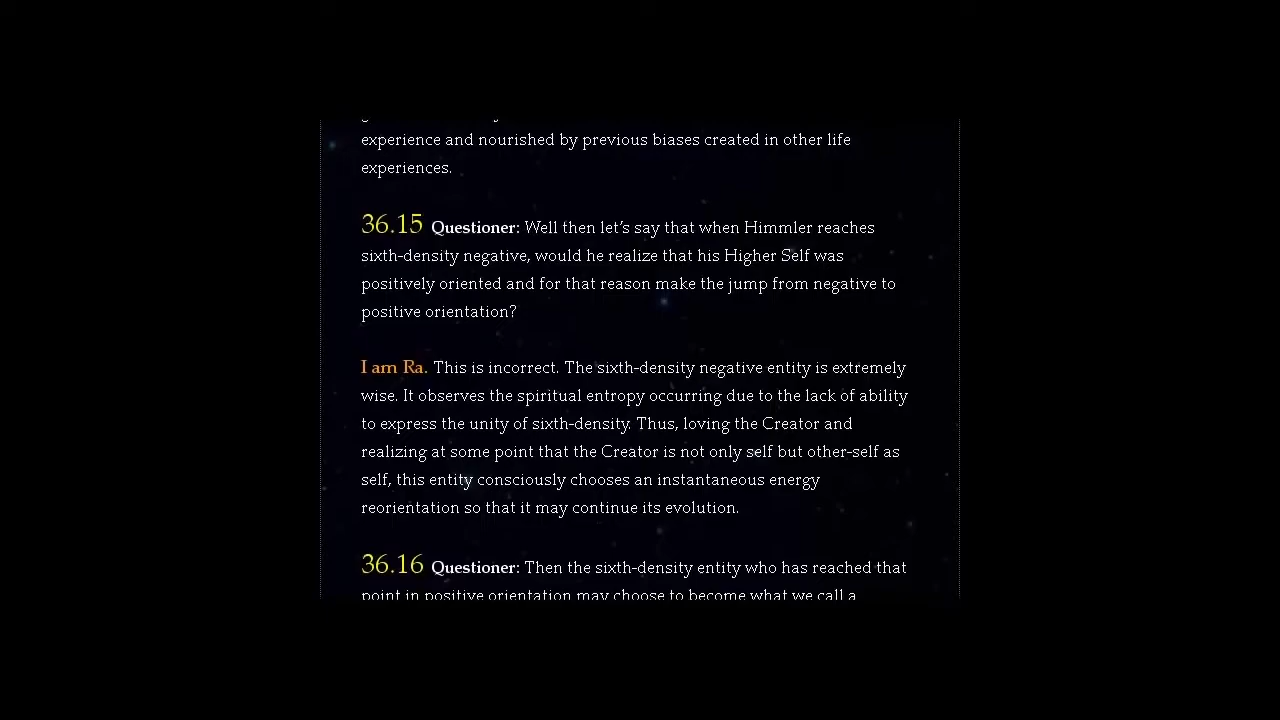 experience and nourished by previous biases created in other life
experiences.
36.15 Questioner: Well then let's say that when Himmler reaches
sixth-density negative, would he realize that his Higher Self was
positively oriented and for that reason make the jump from negative to
positive orientation?
I am Ra. This is incorrect. The sixth-density negative entity is extremely
wise. It observes the spiritual entropy occurring due to the lack of ability
to express the unity of sixth-density. Thus, loving the Creator and
realizing at some point that the Creator is not only self but other-self as
self, this entity consciously chooses an instantaneous energy
reorientation so that it may continue its evolution.
36.16 Questioner: Then the sixth-density entity who has reached that
point in positive orientation may choose to become what we call a